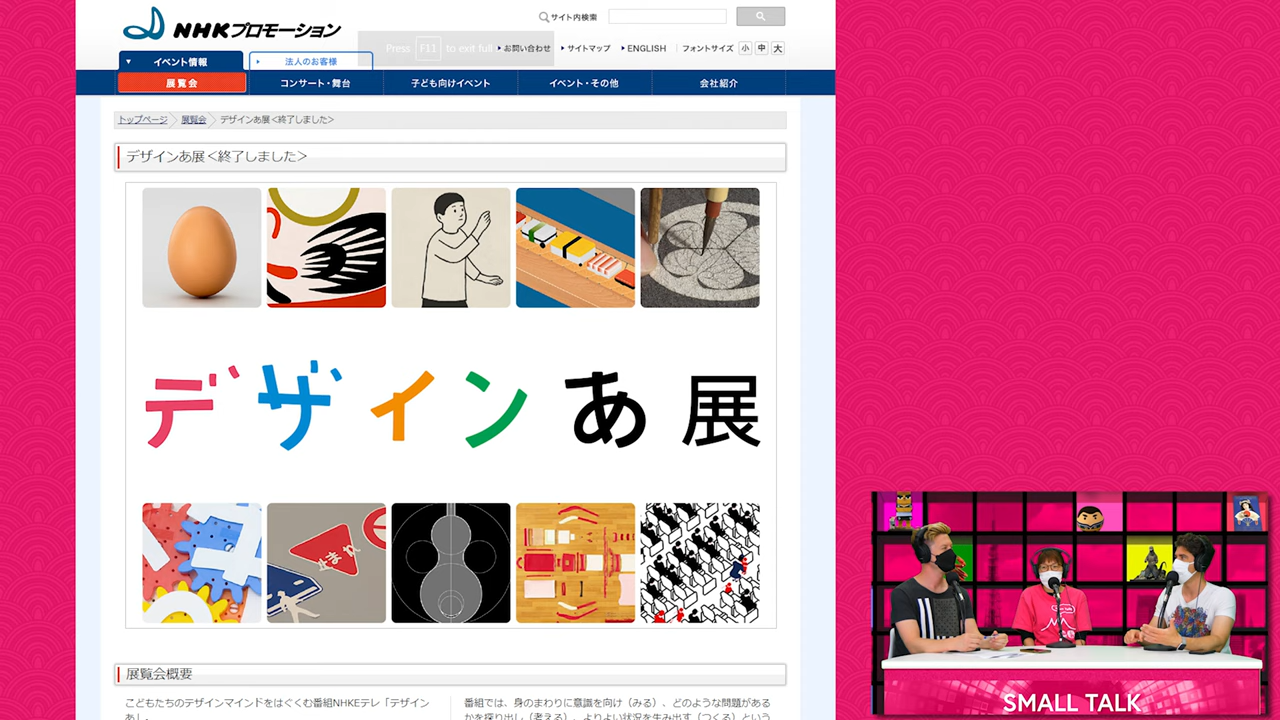 NHKプロモーション
サイト内検索
Press F11 to exit full
お問い合わせ
サイトマップ
ENGLISH
フォントサイズ
小
中
大
イベント情報
法人のお客様
展覧会
コンサート・舞台
子ども向けイベント
イベント・その他
会社紹介
トップページ
展覧会
デザインあ展<終了しました>
デザインあ展<終了しました>
デザインあ展
止まれ
展覧会概要
こどもたちのデザインマインドをはぐくむ番組NHKEテレ「デザイン
あ」。
番組では、身のまわりに意識を向け（みる）、どのような問題がある
かを探り出し（考える）、よりよい状況を生み出す（つくる）という
SMALL TALK